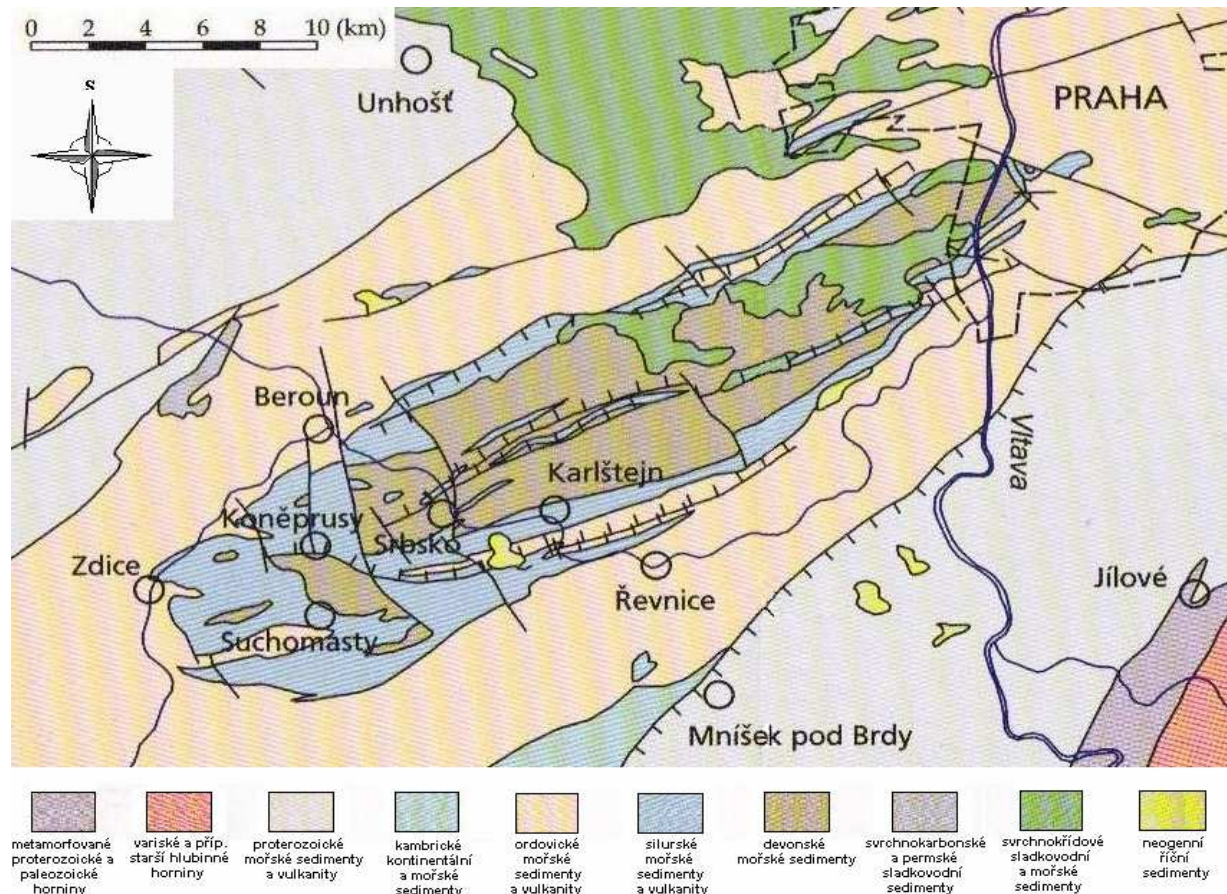 0 2 4 6 8 10 (km)
S
Unhošť
PRAHA
Beroun
Karlštejn
Koněprusy
Srbsko
Zdice
Řevnice
Suchomasty
Vltava
Jílové
Mníšek pod Brdy
metamorfované
proterozoické a
paleozoické
horniny
variské a příp.
starší hlubinné
horniny
proterozoické
mořské sedimenty
a vulkanity
kambrické
kontinentální
a mořské
sedimenty
ordovické
mořské
sedimenty
a vulkanity
silurské
mořské
sedimenty
a vulkanity
devonské
mořské sedimenty
svrchnokarbonské
a permské
sladkovodní
sedimenty
svrchnokřídové
sladkovodní
a mořské
sedimenty
neogenní
říční
sedimenty